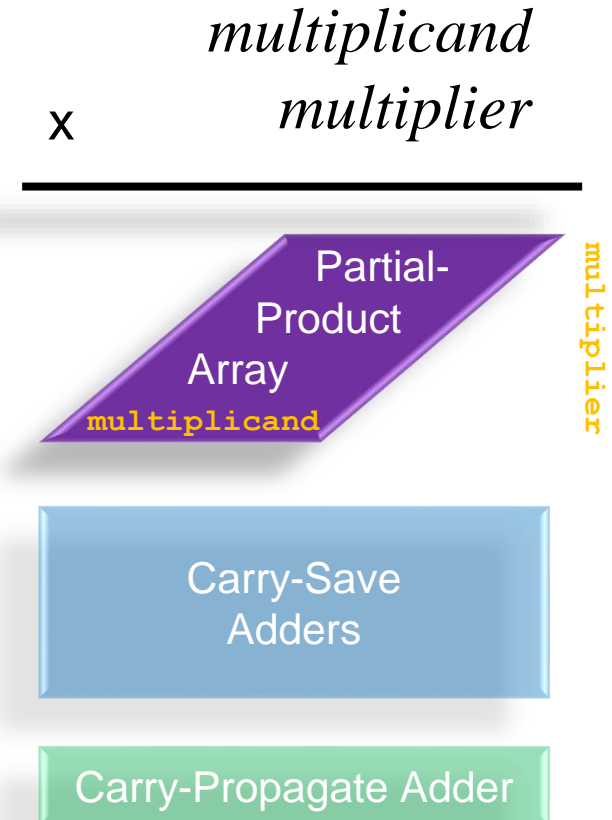 multiplicand
x multiplier
Partial-
Product
Array
multiplicand
multiplier
Carry-Save
Adders
Carry-Propagate Adder